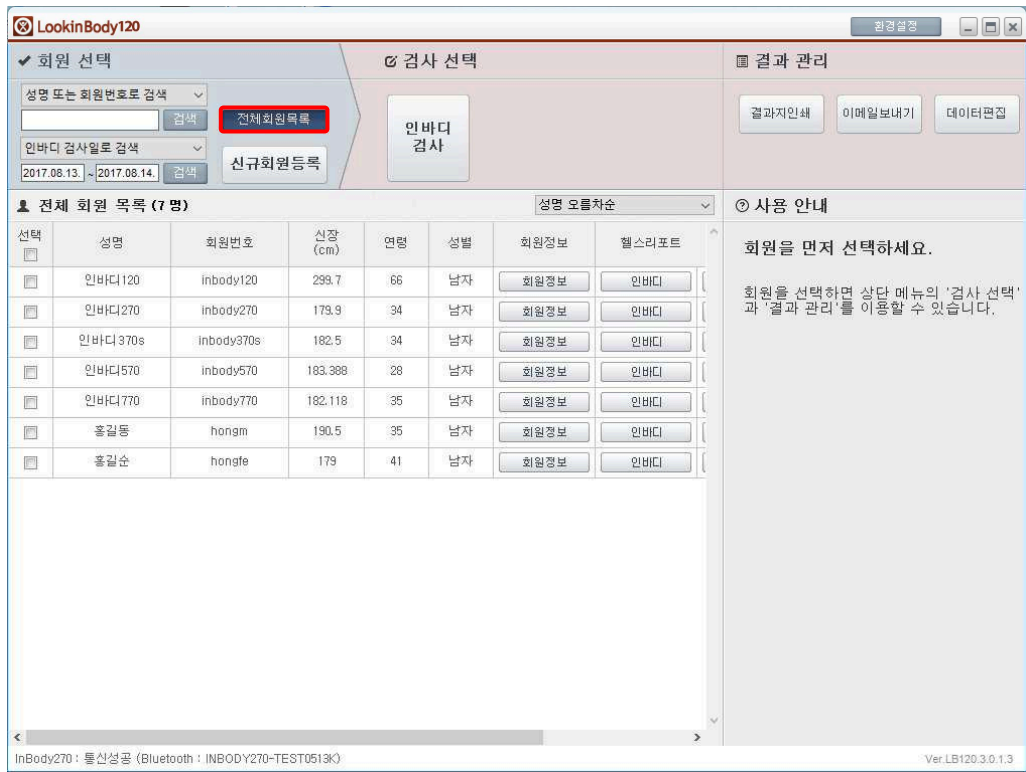 LookinBody120 환경설정
회원 선택 검사 선택 결과 관리
성명 또는 회원번호로 검색
검색 전체회원목록
인바디 검사일로 검색
2017.08.13. ~ 2017.08.14. 검색 신규회원등록
인바디
검사
결과지인쇄 이메일보내기 데이터편집
전체 회원 목록 (7 명) 성명 오름차순
선택 성명 회원번호 신장 (cm) 연령 성별 회원정보 헬스리포트
인바디120 inbody120 299.7 66 남자 회원정보 인바디
인바디270 inbody270 179.9 34 남자 회원정보 인바디
인바디370s inbody370s 182.5 34 남자 회원정보 인바디
인바디570 inbody570 183.388 28 남자 회원정보 인바디
인바디770 inbody770 182.118 35 남자 회원정보 인바디
홍길동 hongm 190.5 35 남자 회원정보 인바디
홍길순 hongfe 179 41 남자 회원정보 인바디
사용 안내
회원을 먼저 선택하세요.
회원을 선택하면 상단 메뉴의 '검사 선택'
과 '결과 관리'를 이용할 수 있습니다.
InBody270 : 통신성공 (Bluetooth : INBODY270-TEST0513K) Ver.LB120.3.0.1.3